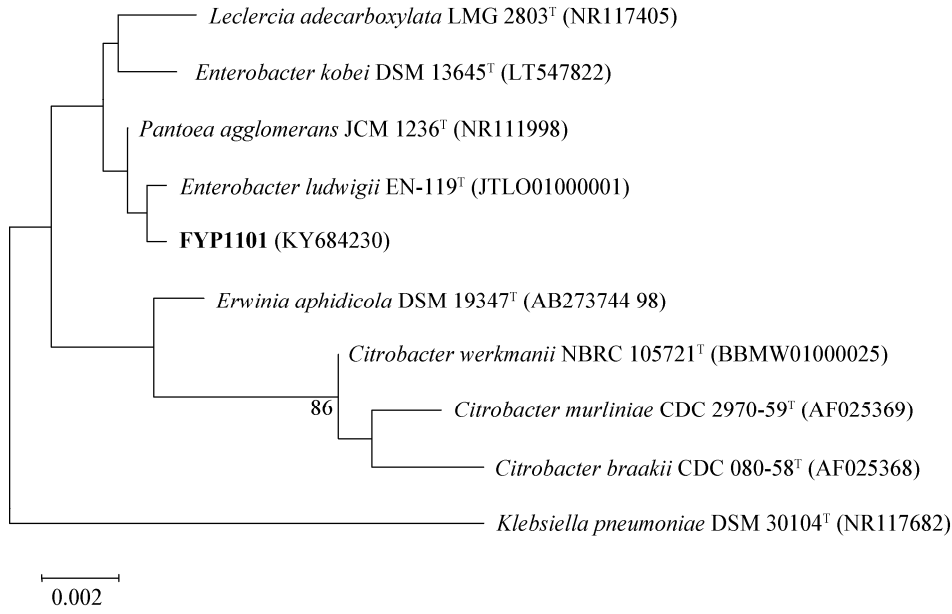 Leclercia adecarboxylata LMG 2803ᵀ (NR117405)
Enterobacter kobei DSM 13645ᵀ (LT547822)
Pantoea agglomerans JCM 1236ᵀ (NR111998)
Enterobacter ludwigii EN-119ᵀ (JTLO01000001)
FYP1101 (KY684230)
Erwinia aphidicola DSM 19347ᵀ (AB273744 98)
Citrobacter werkmanii NBRC 105721ᵀ (BBMW01000025)
86
Citrobacter murliniae CDC 2970-59ᵀ (AF025369)
Citrobacter braakii CDC 080-58ᵀ (AF025368)
Klebsiella pneumoniae DSM 30104ᵀ (NR117682)
0.002